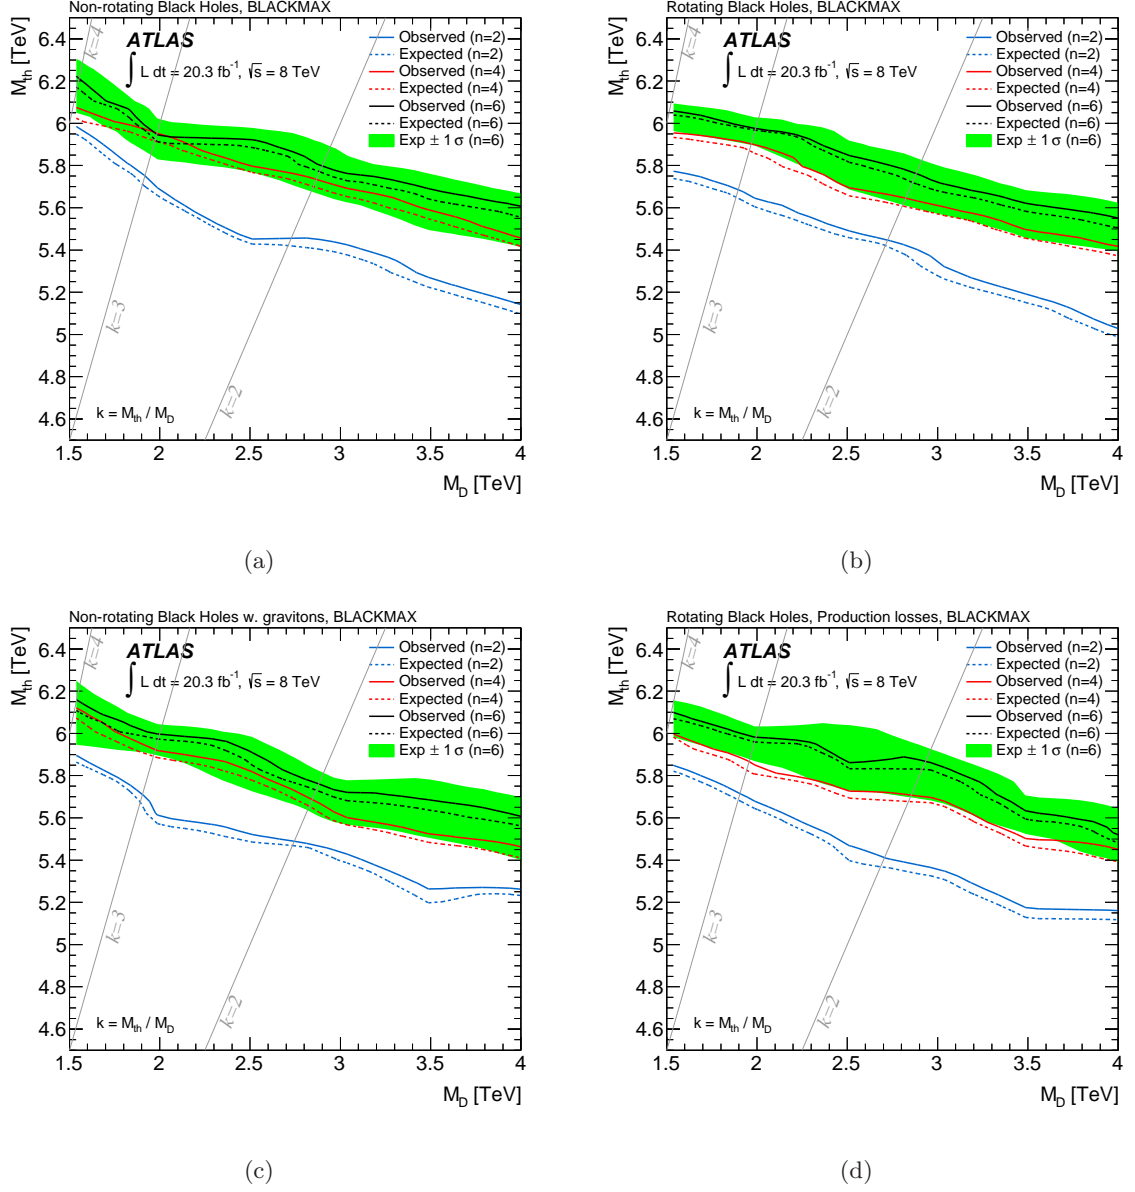 Non-rotating Black Holes, BLACKMAX
M_th [TeV]
6.4
6.2
6
5.8
5.6
5.4
5.2
5
4.8
4.6
k=4
k=3
k=2
ATLAS
∫ L dt = 20.3 fb⁻¹, √s = 8 TeV
Observed (n=2)
Expected (n=2)
Observed (n=4)
Expected (n=4)
Observed (n=6)
Expected (n=6)
Exp ± 1 σ (n=6)
k = M_th / M_D
1.5 2 2.5 3 3.5 4
M_D [TeV]
(a)
Rotating Black Holes, BLACKMAX
M_th [TeV]
6.4
6.2
6
5.8
5.6
5.4
5.2
5
4.8
4.6
k=4
k=3
k=2
ATLAS
∫ L dt = 20.3 fb⁻¹, √s = 8 TeV
Observed (n=2)
Expected (n=2)
Observed (n=4)
Expected (n=4)
Observed (n=6)
Expected (n=6)
Exp ± 1 σ (n=6)
k = M_th / M_D
1.5 2 2.5 3 3.5 4
M_D [TeV]
(b)
Non-rotating Black Holes w. gravitons, BLACKMAX
M_th [TeV]
6.4
6.2
6
5.8
5.6
5.4
5.2
5
4.8
4.6
k=4
k=3
k=2
ATLAS
∫ L dt = 20.3 fb⁻¹, √s = 8 TeV
Observed (n=2)
Expected (n=2)
Observed (n=4)
Expected (n=4)
Observed (n=6)
Expected (n=6)
Exp ± 1 σ (n=6)
k = M_th / M_D
1.5 2 2.5 3 3.5 4
M_D [TeV]
(c)
Rotating Black Holes, Production losses, BLACKMAX
M_th [TeV]
6.4
6.2
6
5.8
5.6
5.4
5.2
5
4.8
4.6
k=4
k=3
k=2
ATLAS
∫ L dt = 20.3 fb⁻¹, √s = 8 TeV
Observed (n=2)
Expected (n=2)
Observed (n=4)
Expected (n=4)
Observed (n=6)
Expected (n=6)
Exp ± 1 σ (n=6)
k = M_th / M_D
1.5 2 2.5 3 3.5 4
M_D [TeV]
(d)